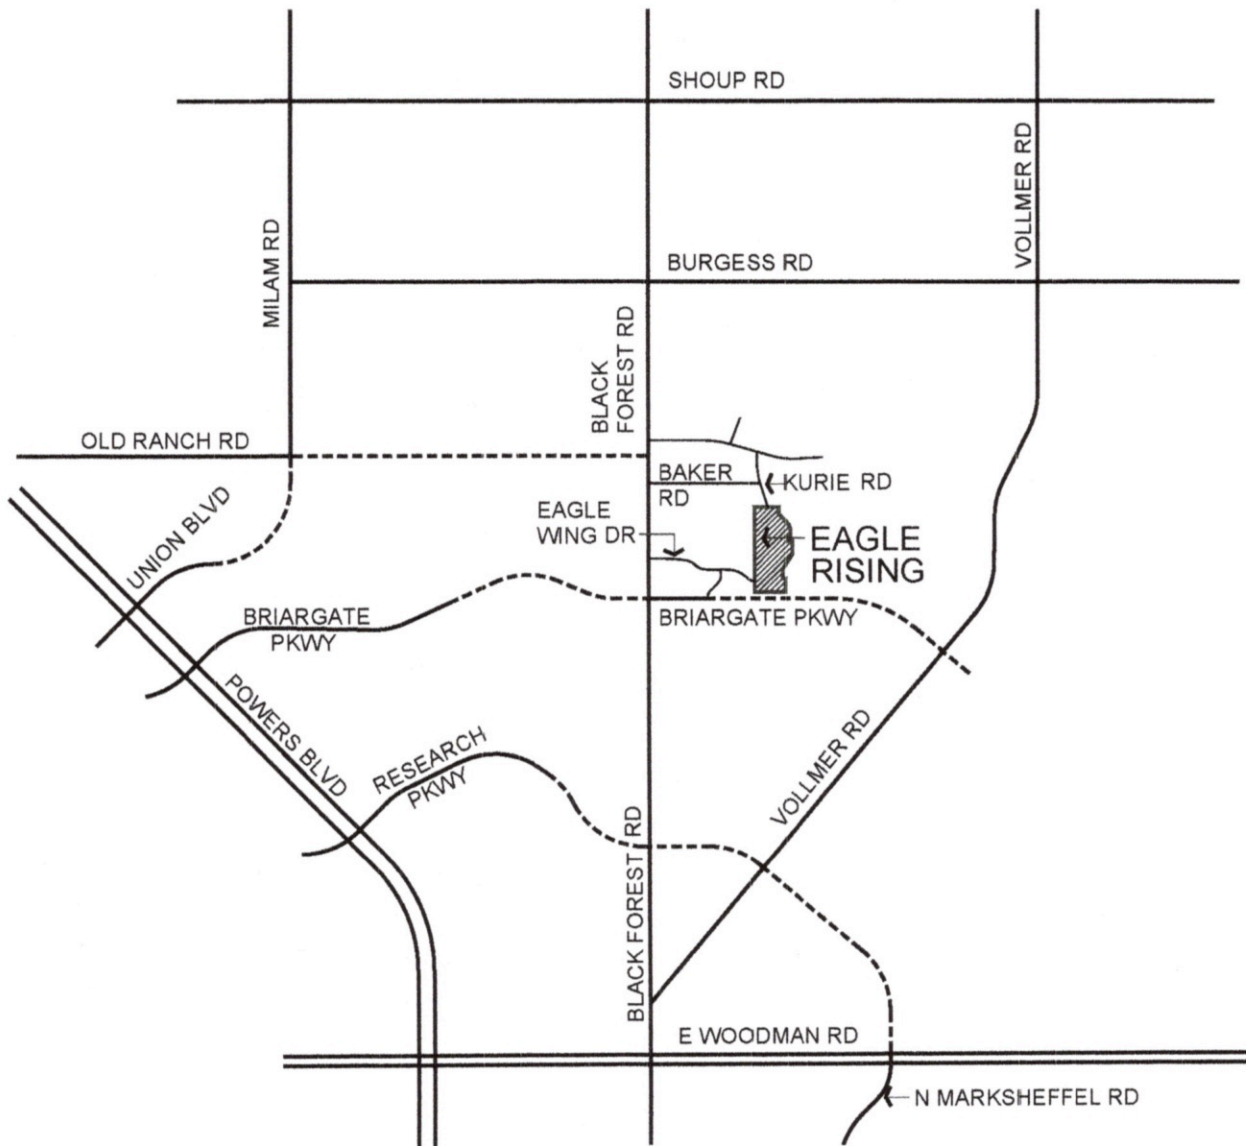 SHOUP RD
VOLLMER RD
MILAM RD
BURGESS RD
BLACK
FOREST RD
OLD RANCH RD
BAKER
RD
KURIE RD
UNION BLVD
EAGLE
WING DR
EAGLE
RISING
BRIARGATE
PKWY
BRIARGATE PKWY
POWERS BLVD
RESEARCH
PKWY
VOLLMER RD
BLACK FOREST RD
E WOODMAN RD
N MARKSHEFFEL RD